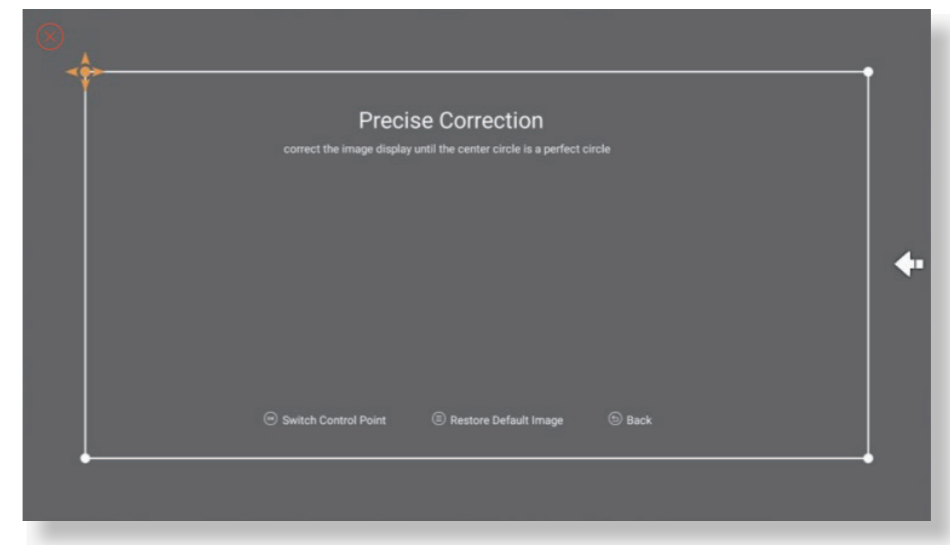 Precise Correction
correct the image display until the center circle is a perfect circle
Switch Control Point Restore Default Image Back